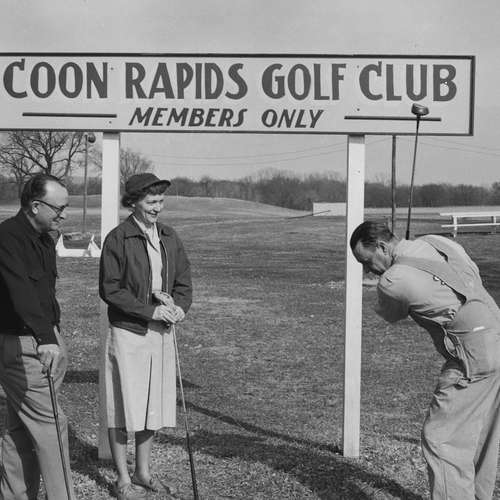 COON RAPIDS GOLF CLUB
MEMBERS ONLY